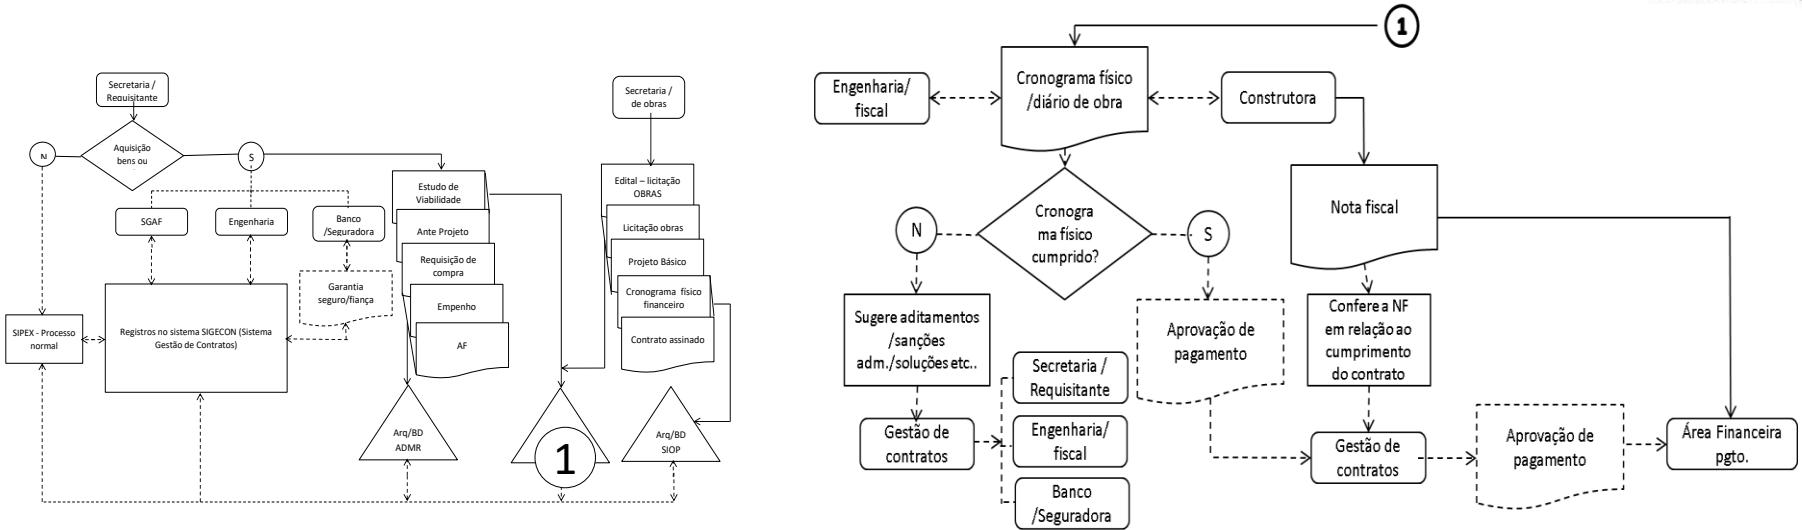 Secretaria /
Requisitante
Aquisição
bens ou
N
S
SGAF
Engenharia
Banco
/Seguradora
Garantia
seguro/fiança
SIPEX - Processo
normal
Registros no sistema SIGECON (Sistema
Gestão de Contratos)
Estudo de
Viabilidade
Ante Projeto
Requisição de
compra
Empenho
AF
Arq/BD
ADMR
1
Secretaria /
de obras
Edital – licitação
OBRAS
Licitação obras
Projeto Básico
Cronograma físico
financeiro
Contrato assinado
Arq/BD
SIOP
1
Engenharia/
fiscal
Cronograma físico
/diário de obra
Construtora
Cronogra
ma físico
cumprido?
N
S
Nota fiscal
Sugere aditamentos
/sanções
adm./soluções etc..
Aprovação de
pagamento
Confere a NF
em relação ao
cumprimento
do contrato
Gestão de
contratos
Secretaria /
Requisitante
Engenharia/
fiscal
Banco
/Seguradora
Gestão de
contratos
Aprovação de
pagamento
Área Financeira
pgto.